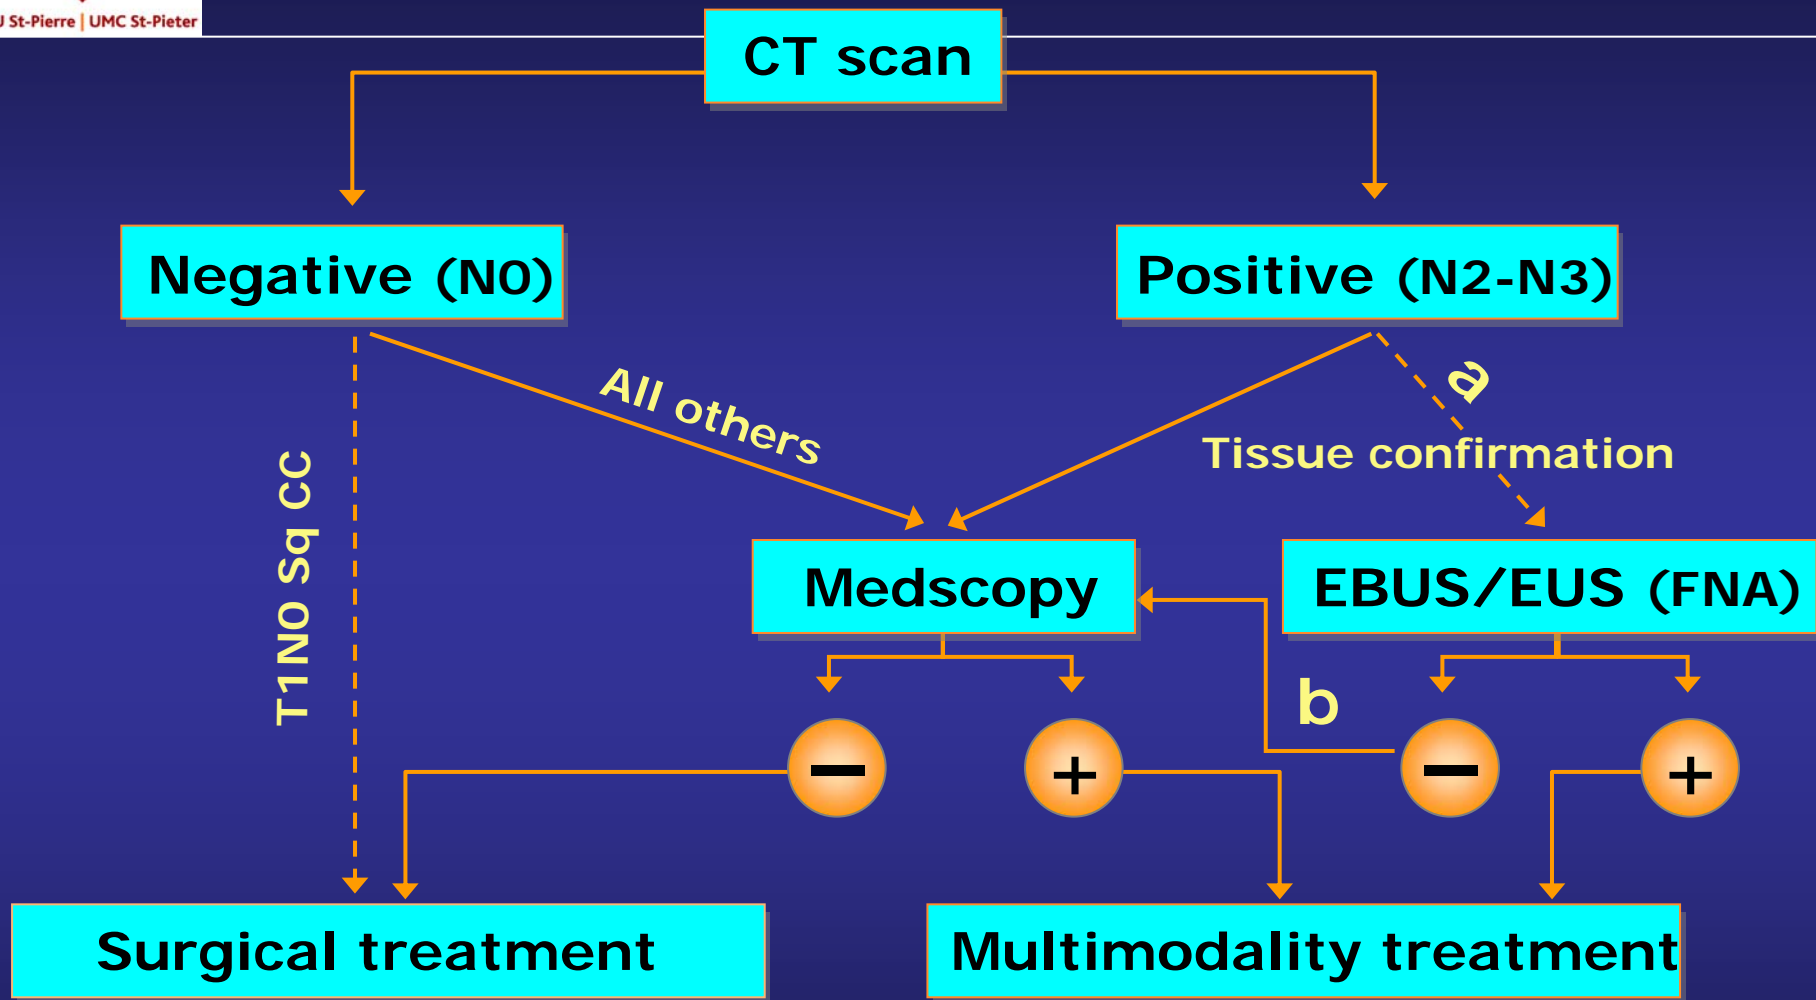 St-Pierre | UMC St-Pieter
CT scan
Negative (N0)
Positive (N2-N3)
All others
a
Tissue confirmation
T1N0 Sq CC
Medscopy
EBUS/EUS (FNA)
b
−
+
−
+
Surgical treatment
Multimodality treatment